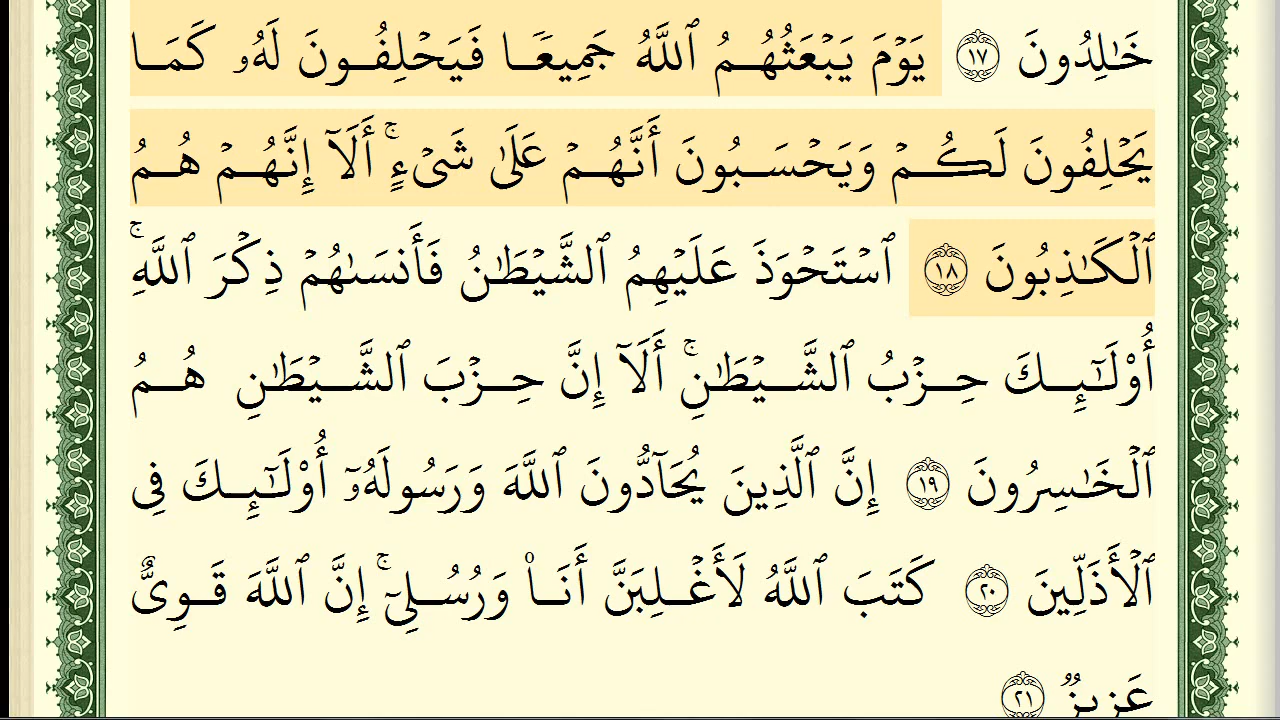 خَـٰلِدُونَ ١٧ يَوْمَ يَبْعَثُهُمُ ٱللَّهُ جَمِيعًا فَيَحْلِفُونَ لَهُۥ كَمَا
يَحْلِفُونَ لَكُمْ وَيَحْسَبُونَ أَنَّهُمْ عَلَىٰ شَىْءٍ ۚ أَلَآ إِنَّهُمْ هُمُ
ٱلْكَـٰذِبُونَ ١٨ ٱسْتَحْوَذَ عَلَيْهِمُ ٱلشَّيْطَـٰنُ فَأَنسَىٰهُمْ ذِكْرَ ٱللَّهِ ۚ
أُو۟لَـٰٓئِكَ حِزْبُ ٱلشَّيْطَـٰنِ ۚ أَلَآ إِنَّ حِزْبَ ٱلشَّيْطَـٰنِ هُمُ
ٱلْخَـٰسِرُونَ ١٩ إِنَّ ٱلَّذِينَ يُحَآدُّونَ ٱللَّهَ وَرَسُولَهُۥٓ أُو۟لَـٰٓئِكَ فِى
ٱلْأَذَلِّينَ ٢٠ كَتَبَ ٱللَّهُ لَأَغْلِبَنَّ أَنَا۠ وَرُسُلِىٓ ۚ إِنَّ ٱللَّهَ قَوِىٌّ
عَزِيزٌ ٢١